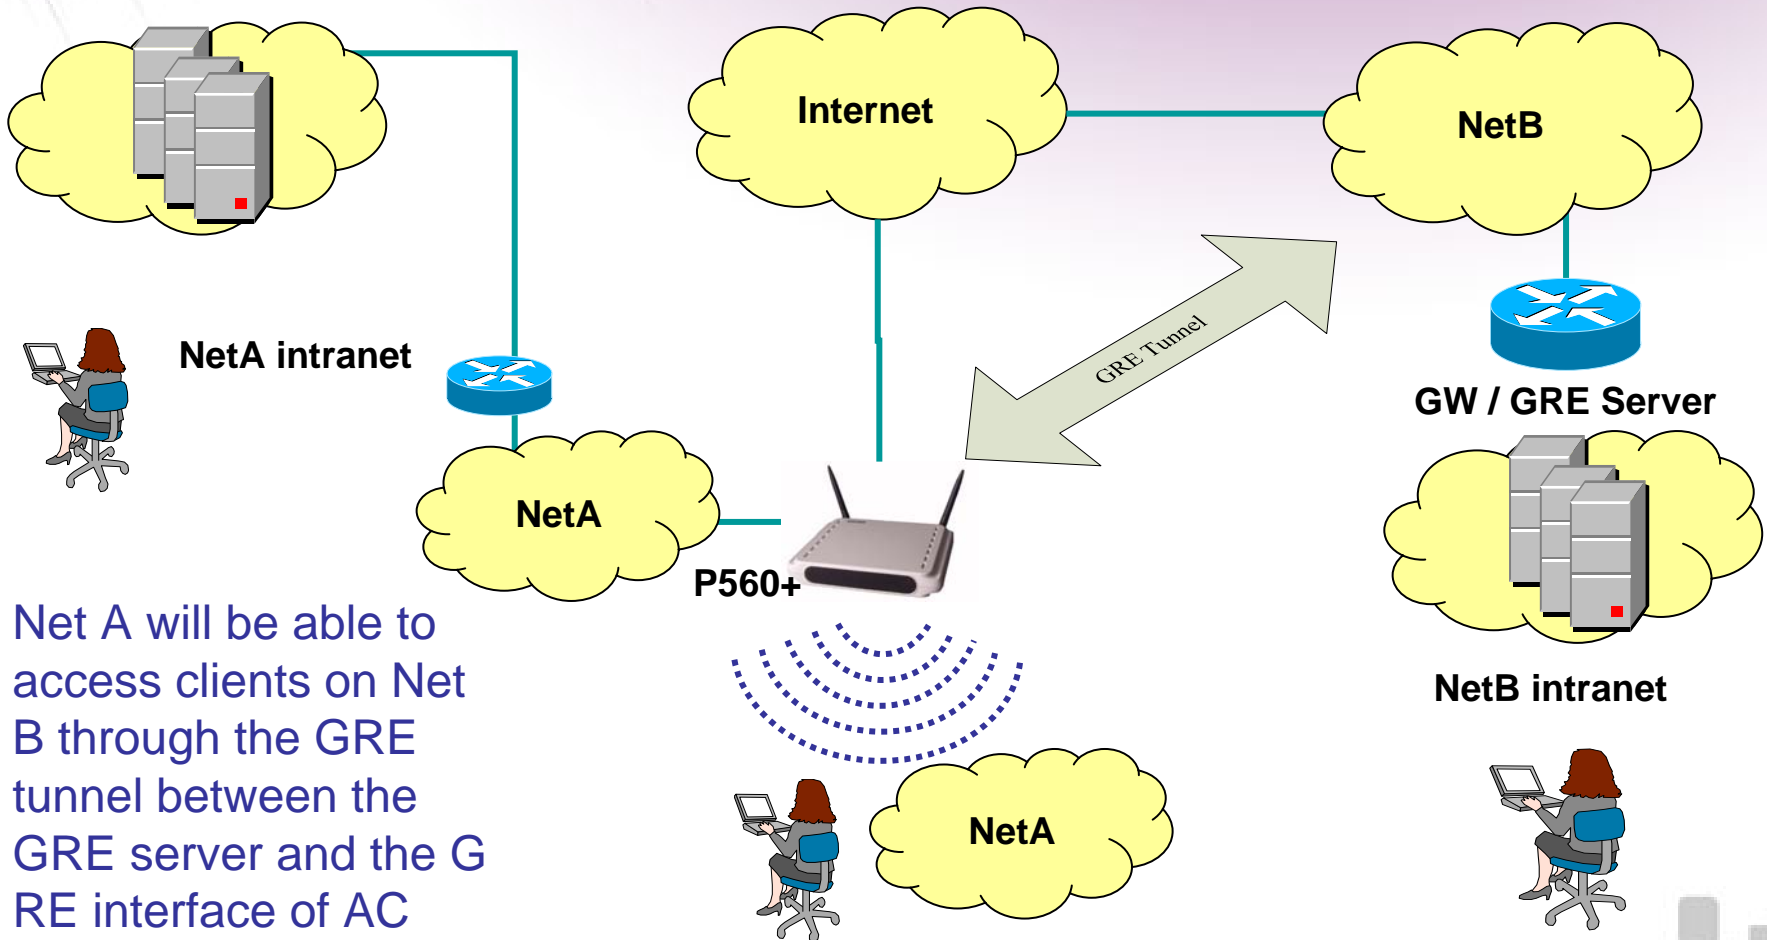 Internet
NetB
NetA intranet
GRE Tunnel
GW / GRE Server
NetA
P560+
Net A will be able to
access clients on Net
B through the GRE
tunnel between the
GRE server and the G
RE interface of AC
NetB intranet
NetA